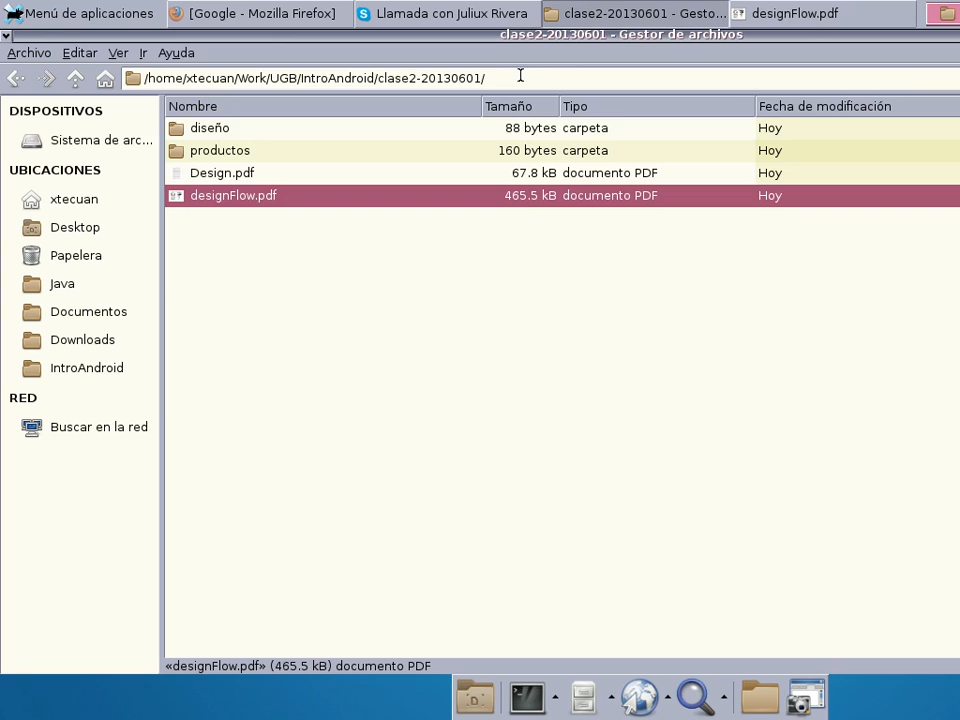 Menú de aplicaciones [Google - Mozilla Firefox] Llamada con Juliux Rivera clase2-20130601 - Gesto... designFlow.pdf
clase2-20130601 - Gestor de archivos
Archivo Editar Ver Ir Ayuda
/home/xtecuan/Work/UGB/IntroAndroid/clase2-20130601/
DISPOSITIVOS
Sistema de arc...
UBICACIONES
xtecuan
Desktop
Papelera
Java
Documentos
Downloads
IntroAndroid
RED
Buscar en la red
Nombre Tamaño Tipo Fecha de modificación
diseño 88 bytes carpeta Hoy
productos 160 bytes carpeta Hoy
Design.pdf 67.8 kB documento PDF Hoy
designFlow.pdf 465.5 kB documento PDF Hoy
«designFlow.pdf» (465.5 kB) documento PDF